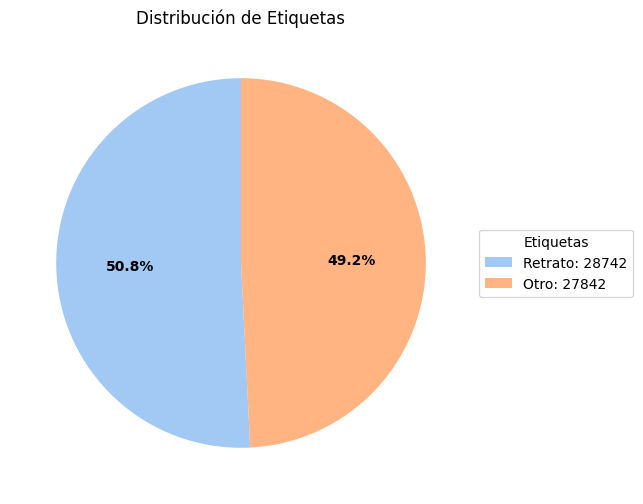 Distribución de Etiquetas
50.8%
49.2%
Etiquetas
Retrato: 28742
Otro: 27842